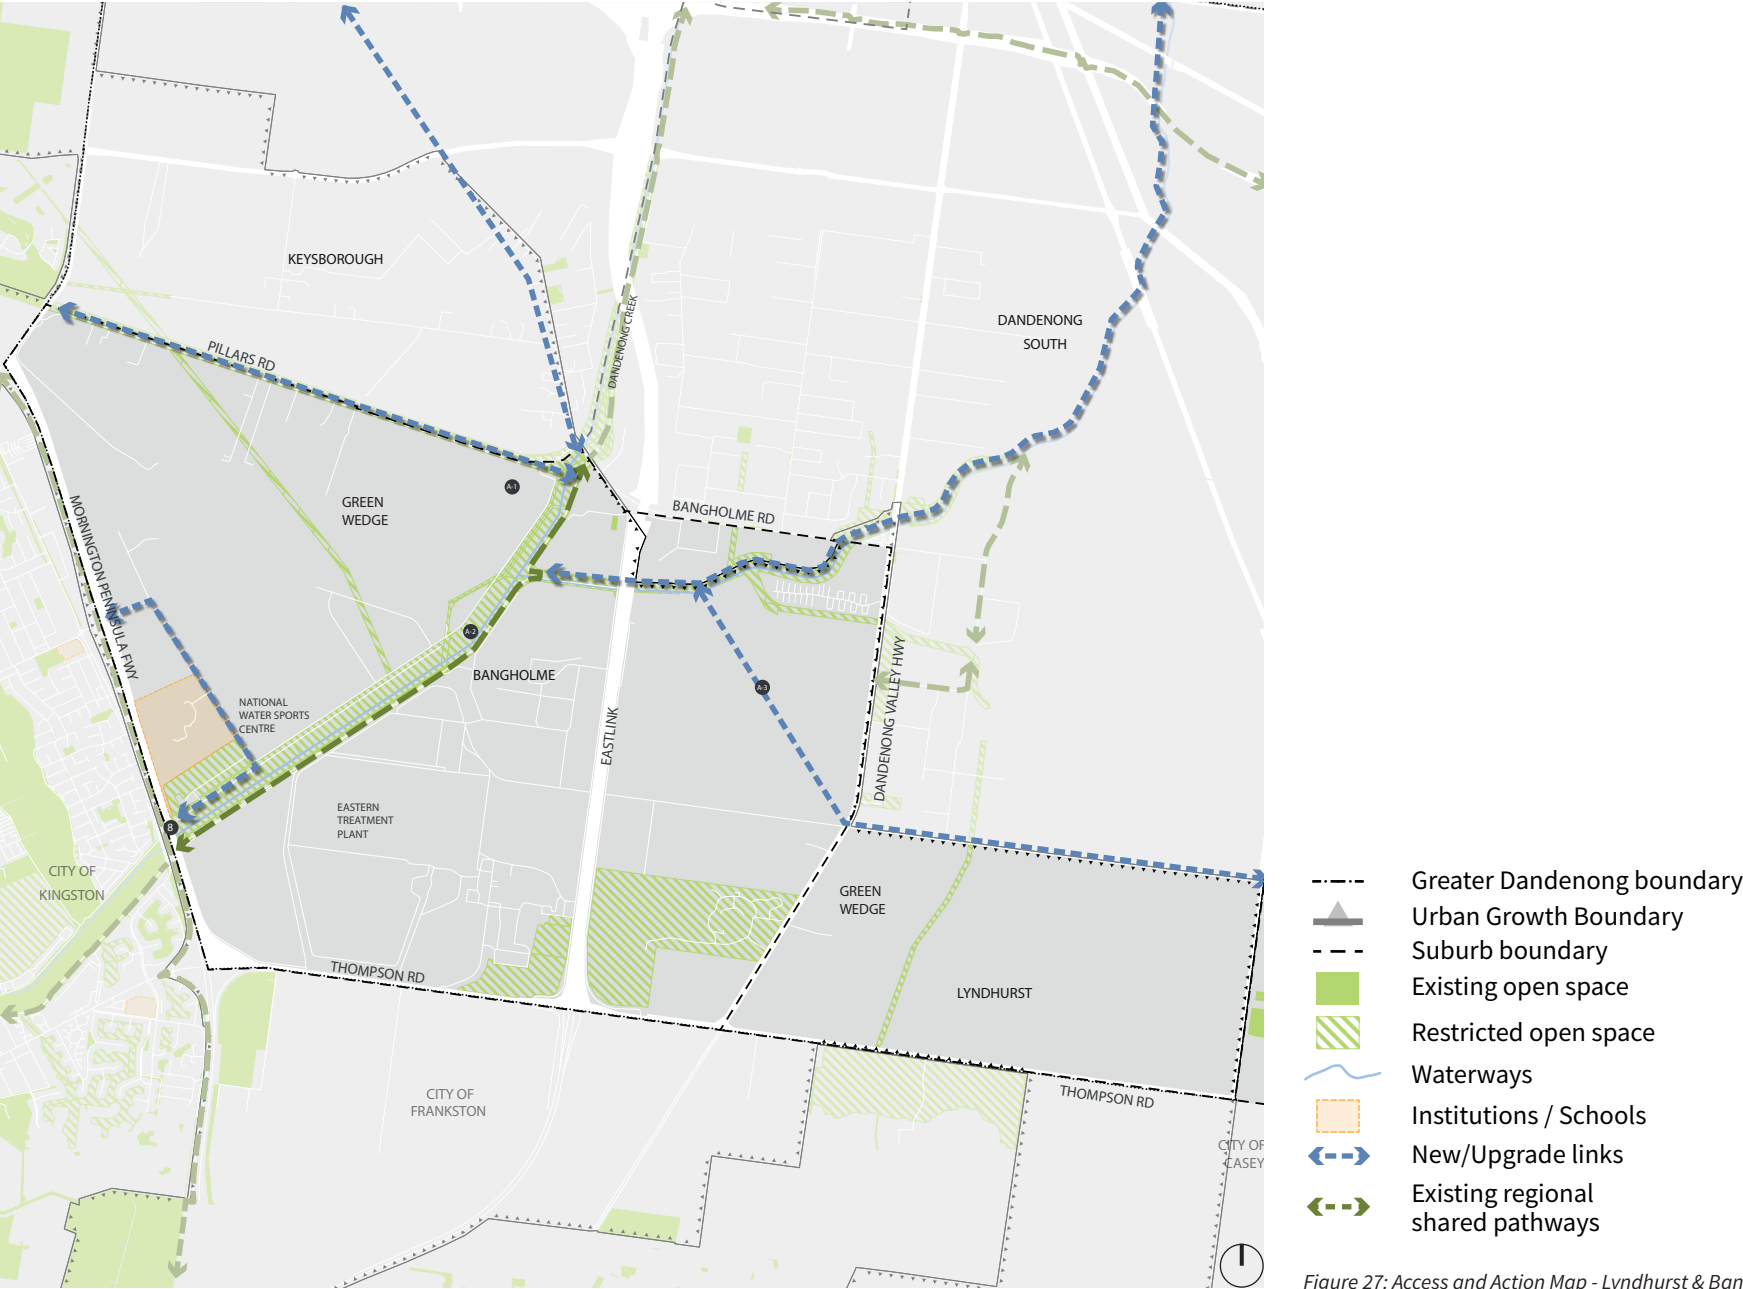 KEYSBOROUGH
DANDENONG CREEK
DANDENONG
SOUTH
PILLARS RD
A-1
GREEN
WEDGE
BANGHOLME RD
MORNINGTON PENINSULA FWY
A-2
BANGHOLME
A-3
NATIONAL
WATER SPORTS
CENTRE
EASTLINK
DANDENONG VALLEY HWY
EASTERN
TREATMENT
PLANT
8
CITY OF
KINGSTON
GREEN
WEDGE
THOMPSON RD
LYNDHURST
CITY OF
FRANKSTON
THOMPSON RD
CITY OF
CASEY
Greater Dandenong boundary
Urban Growth Boundary
Suburb boundary
Existing open space
Restricted open space
Waterways
Institutions / Schools
New/Upgrade links
Existing regional
shared pathways
Figure 27: Access and Action Map - Lyndhurst & Ban